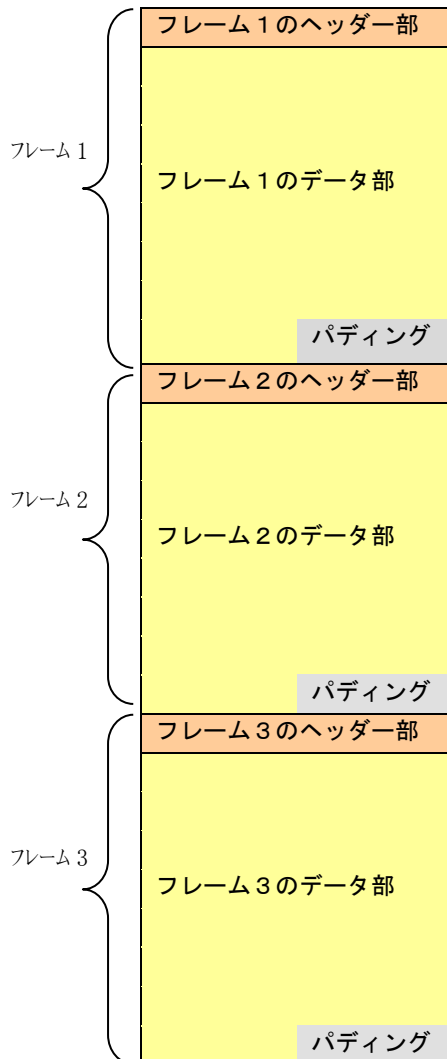 フレーム１のヘッダー部
フレーム 1
フレーム１のデータ部
パディング
フレーム２のヘッダー部
フレーム 2
フレーム２のデータ部
パディング
フレーム３のヘッダー部
フレーム 3
フレーム３のデータ部
パディング